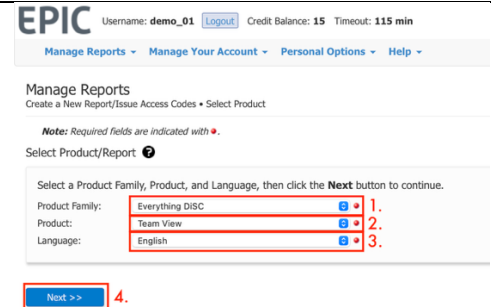 EPIC Username: demo_01 Logout Credit Balance: 15 Timeout: 115 min
Manage Reports Manage Your Account Personal Options Help
Manage Reports
Create a New Report/Issue Access Codes • Select Product
Note: Required fields are indicated with .
Select Product/Report ?
Select a Product Family, Product, and Language, then click the Next button to continue.
Product Family: Everything DiSC 1.
Product: Team View 2.
Language: English 3.
Next >> 4.